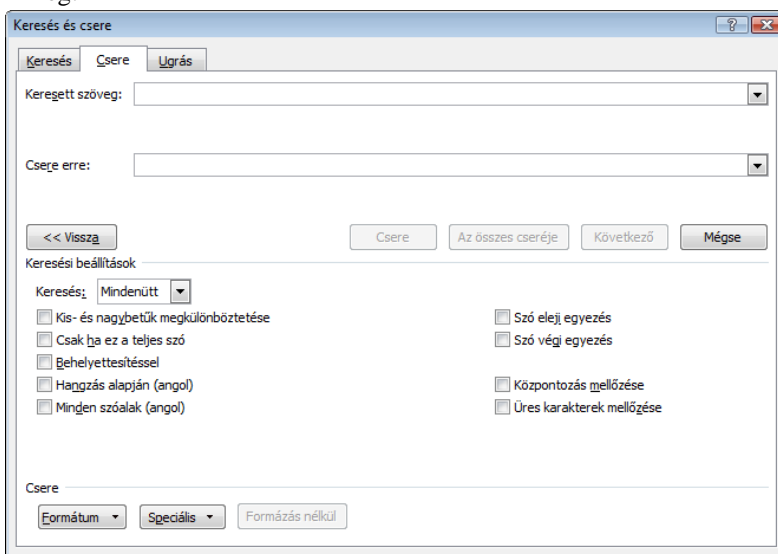 Keresés és csere
Keresés Csere Ugrás
Keresett szöveg:
Csere erre:
<< Vissza Csere Az összes cseréje Következő Mégse
Keresési beállítások
Keresés: Mindenütt
Kis- és nagybetűk megkülönböztetése Szó eleji egyezés
Csak ha ez a teljes szó Szó végi egyezés
Behelyettesítéssel
Hangzás alapján (angol) Központozás mellőzése
Minden szóalak (angol) Üres karakterek mellőzése
Csere
Formátum Speciális Formázás nélkül